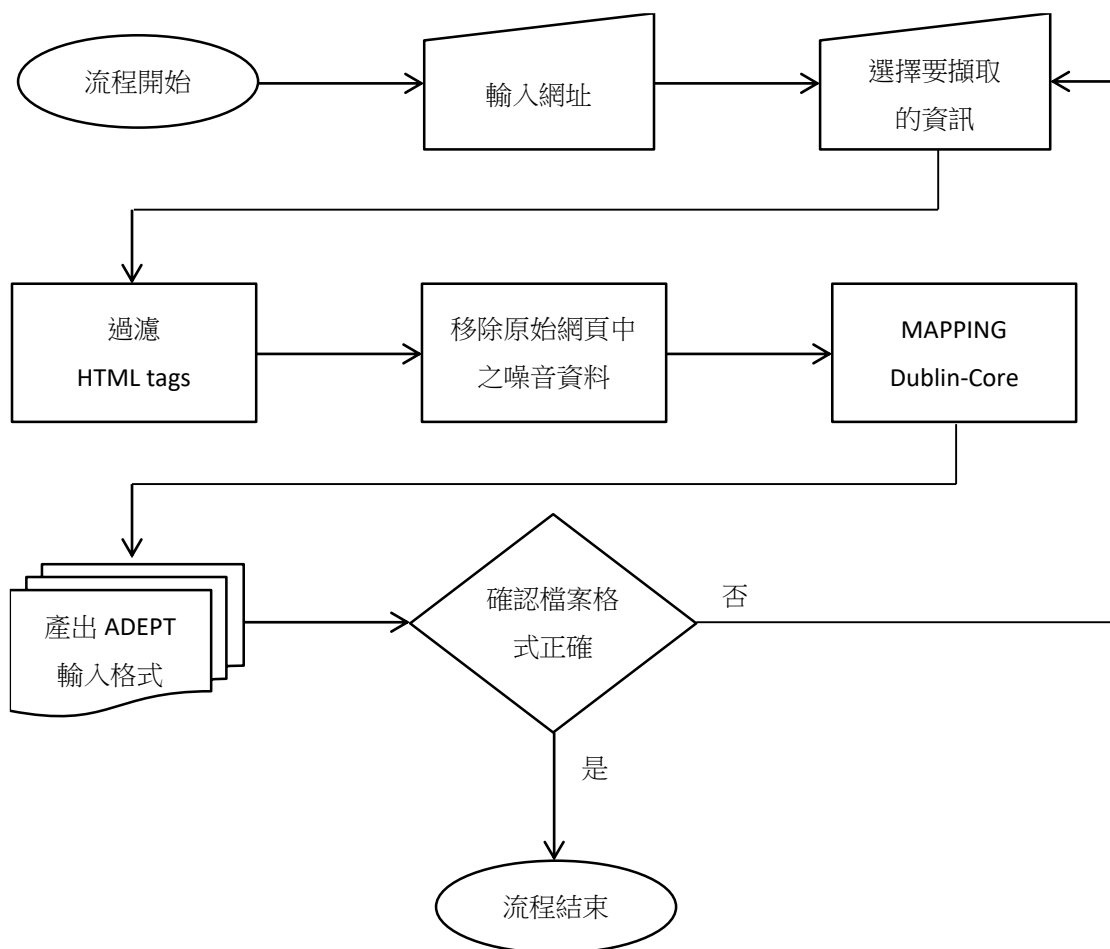 流程開始
輸入網址
選擇要擷取
的資訊
過濾
HTML tags
移除原始網頁中
之噪音資料
MAPPING
Dublin-Core
產出 ADEPT
輸入格式
確認檔案格
式正確
否
是
流程結束